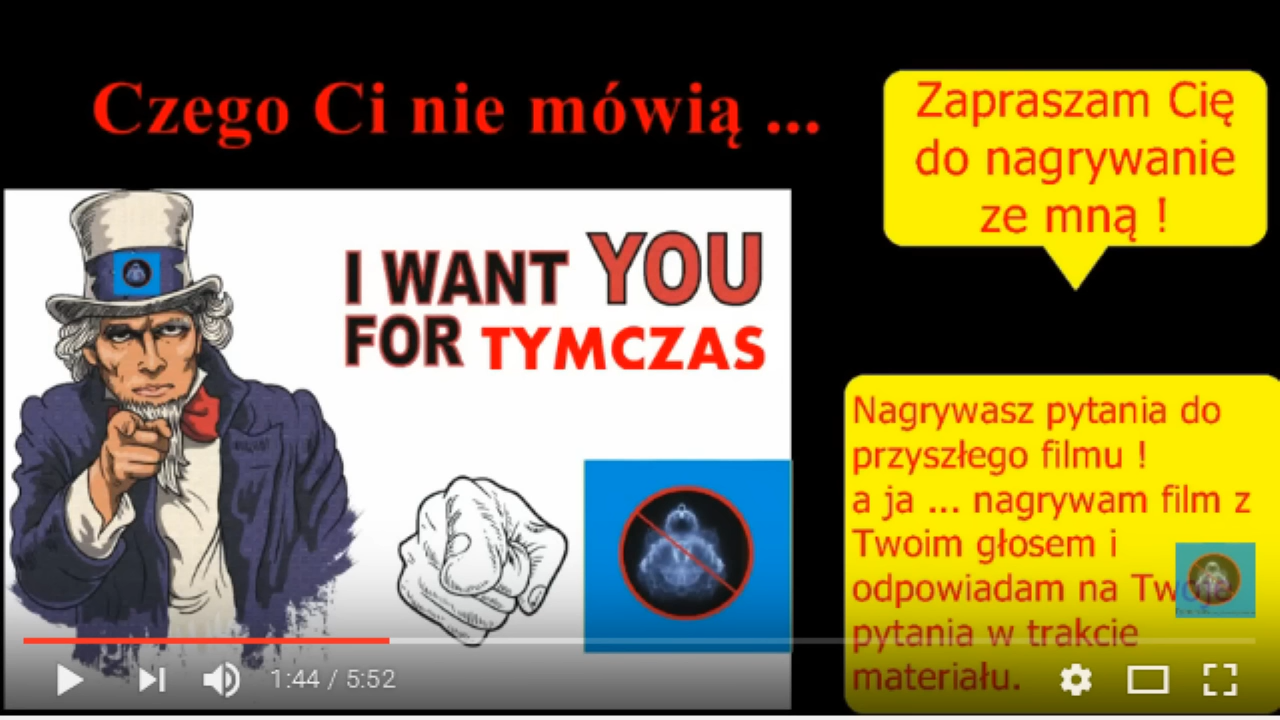 Czego Ci nie mówią ...
Zapraszam Cię
do nagrywanie
ze mną !
I WANT YOU
FOR TYMCZAS
Nagrywasz pytania do
przyszłego filmu !
a ja ... nagrywam film z
Twoim głosem i
odpowiadam na Twoje
pytania w trakcie
materiału.
1:44 / 5:52